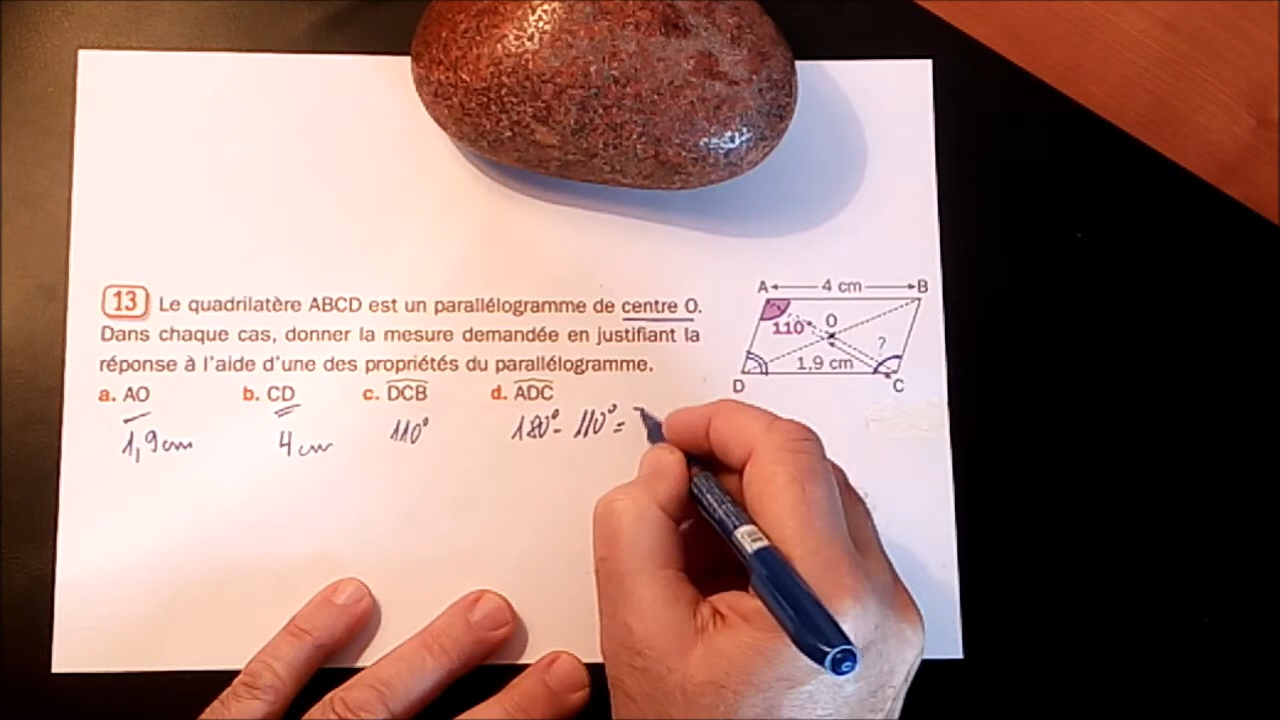 13 Le quadrilatère ABCD est un parallélogramme de centre O.
Dans chaque cas, donner la mesure demandée en justifiant la
réponse à l'aide d'une des propriétés du parallélogramme.
a. AO b. CD c. DCB d. ADC
1,9 cm 4 cm 110° 180° - 110° =
A 4 cm B
110° O ?
1,9 cm
D C